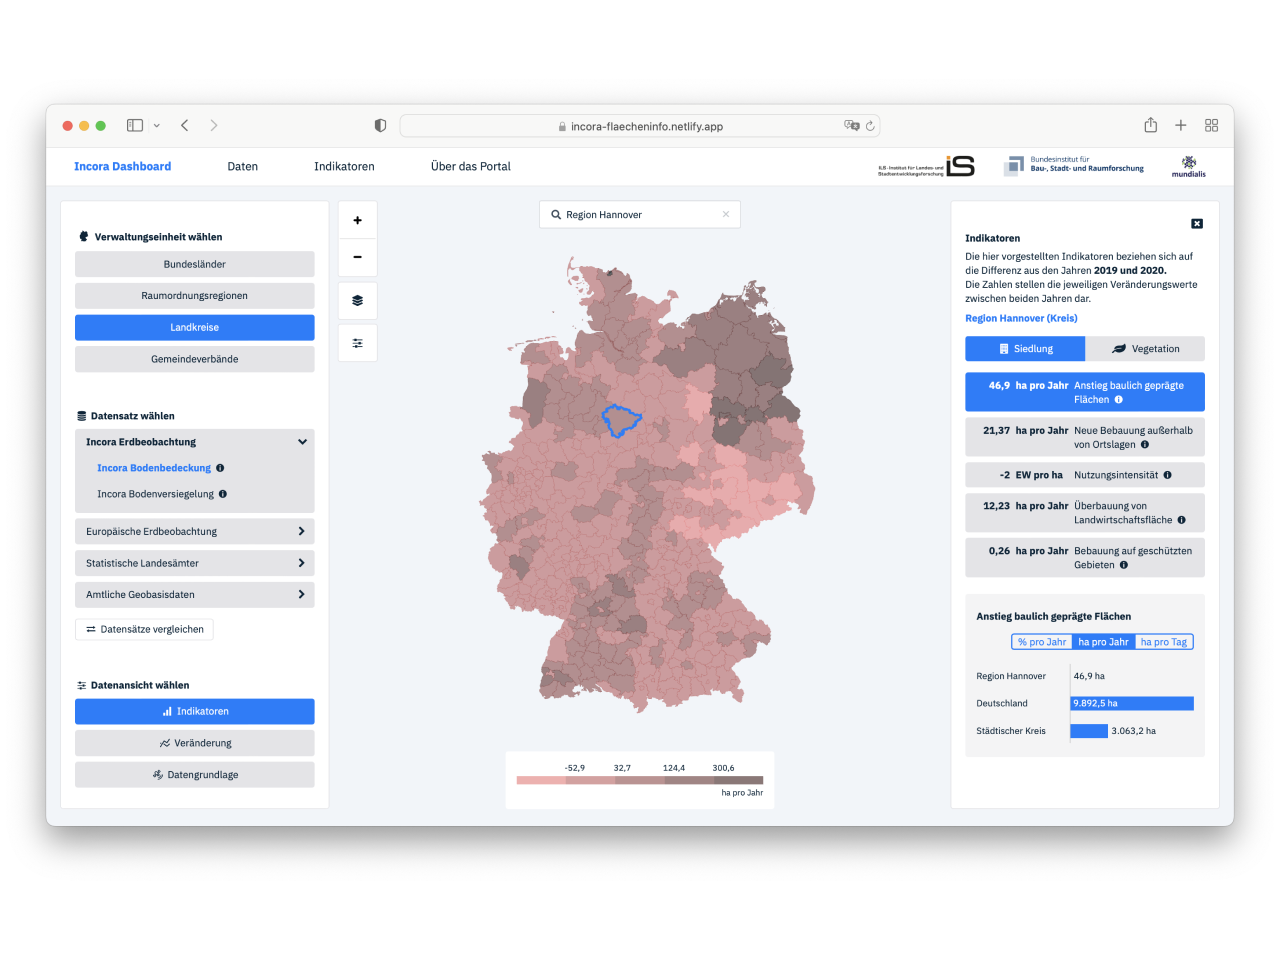 incora-flaecheninfo.netlify.app
Incora Dashboard
Daten
Indikatoren
Über das Portal
ILS - Institut für Landes- und
Stadtentwicklungsforschung
iLS
Bundesinstitut für
Bau-, Stadt- und Raumforschung
mundialis
Verwaltungseinheit wählen
Bundesländer
Raumordnungsregionen
Landkreise
Gemeindeverbände
Datensatz wählen
Incora Erdbeobachtung
Incora Bodenbedeckung
Incora Bodenversiegelung
Europäische Erdbeobachtung
Statistische Landesämter
Amtliche Geobasisdaten
Datensätze vergleichen
Datenansicht wählen
Indikatoren
Veränderung
Datengrundlage
Region Hannover
-52,9 32,7 124,4 300,6
ha pro Jahr
Indikatoren
Die hier vorgestellten Indikatoren beziehen sich auf
die Differenz aus den Jahren 2019 und 2020.
Die Zahlen stellen die jeweiligen Veränderungswerte
zwischen beiden Jahren dar.
Region Hannover (Kreis)
Siedlung
Vegetation
46,9 ha pro Jahr Anstieg baulich geprägte
Flächen
21,37 ha pro Jahr Neue Bebauung außerhalb
von Ortslagen
-2 EW pro ha Nutzungsintensität
12,23 ha pro Jahr Überbauung von
Landwirtschaftsfläche
0,26 ha pro Jahr Bebauung auf geschützten
Gebieten
Anstieg baulich geprägte Flächen
% pro Jahr ha pro Jahr ha pro Tag
Region Hannover 46,9 ha
Deutschland 9.892,5 ha
Städtischer Kreis 3.063,2 ha